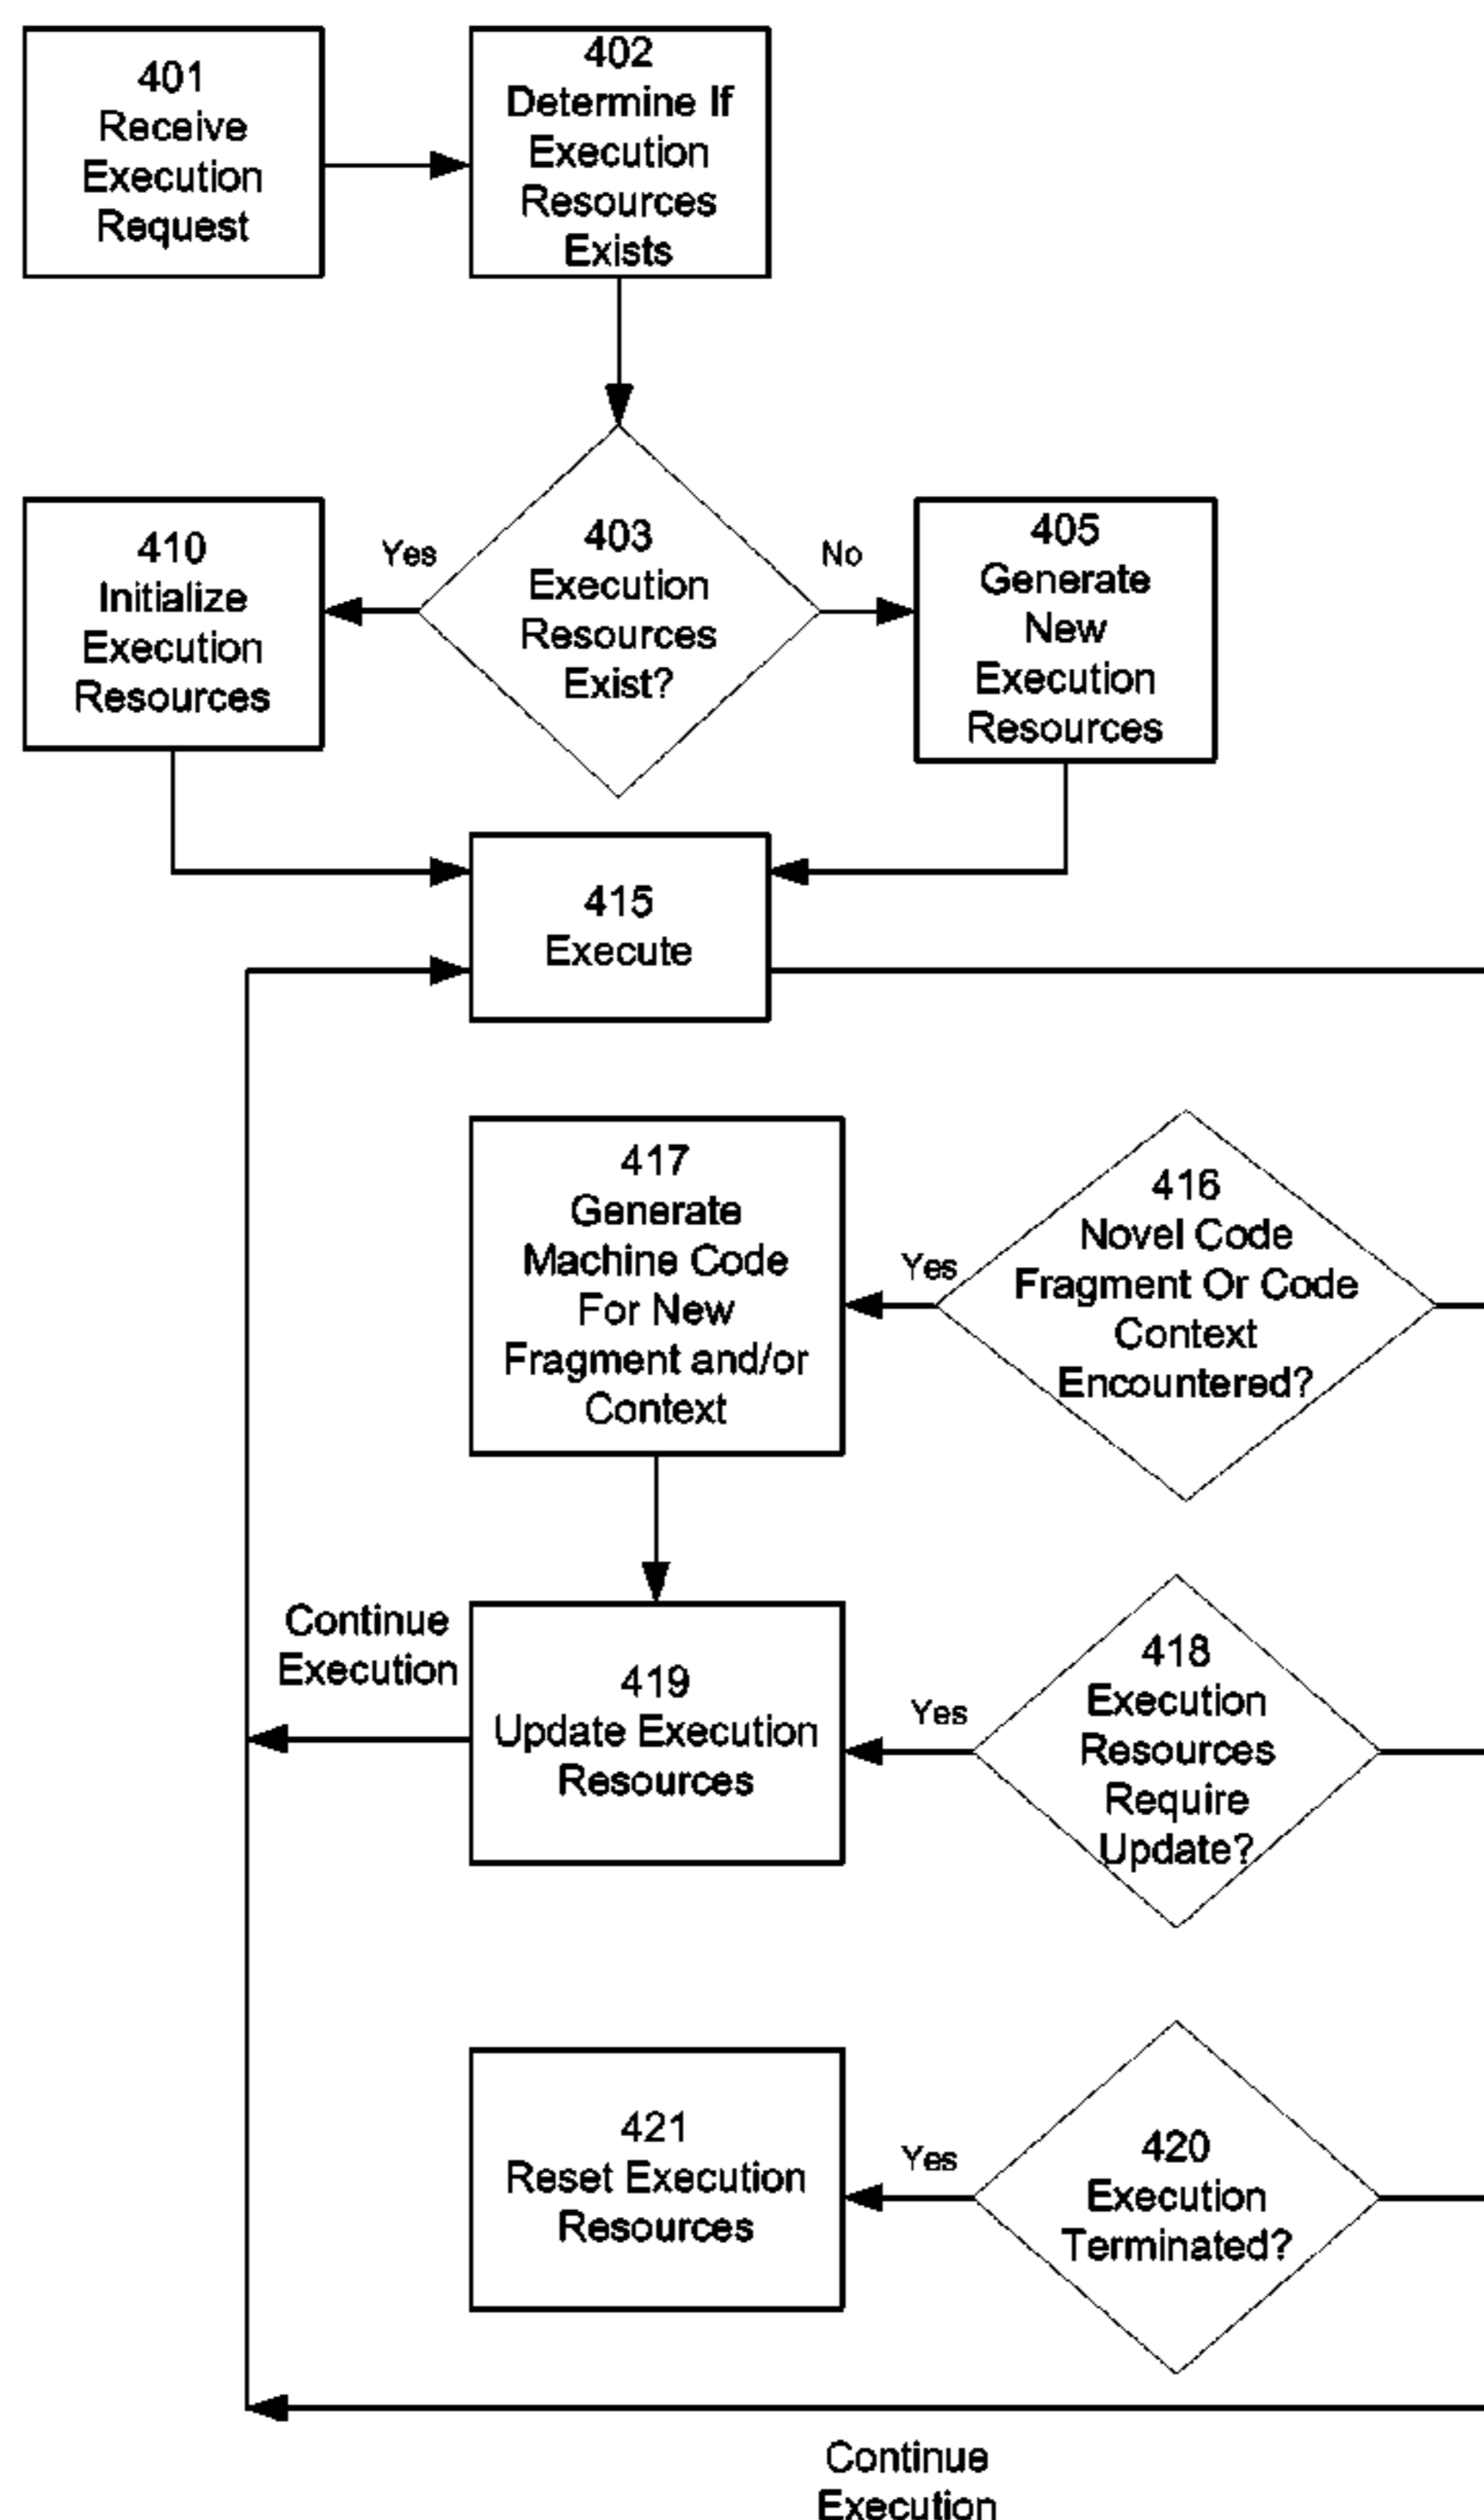 401
Receive
Execution
Request
402
Determine If
Execution
Resources
Exists
410
Initialize
Execution
Resources
Yes
403
Execution
Resources
Exist?
No
405
Generate
New
Execution
Resources
415
Execute
417
Generate
Machine Code
For New
Fragment and/or
Context
Yes
416
Novel Code
Fragment Or Code
Context
Encountered?
Continue
Execution
419
Update Execution
Resources
Yes
418
Execution
Resources
Require
Update?
421
Reset Execution
Resources
Yes
420
Execution
Terminated?
Continue
Execution